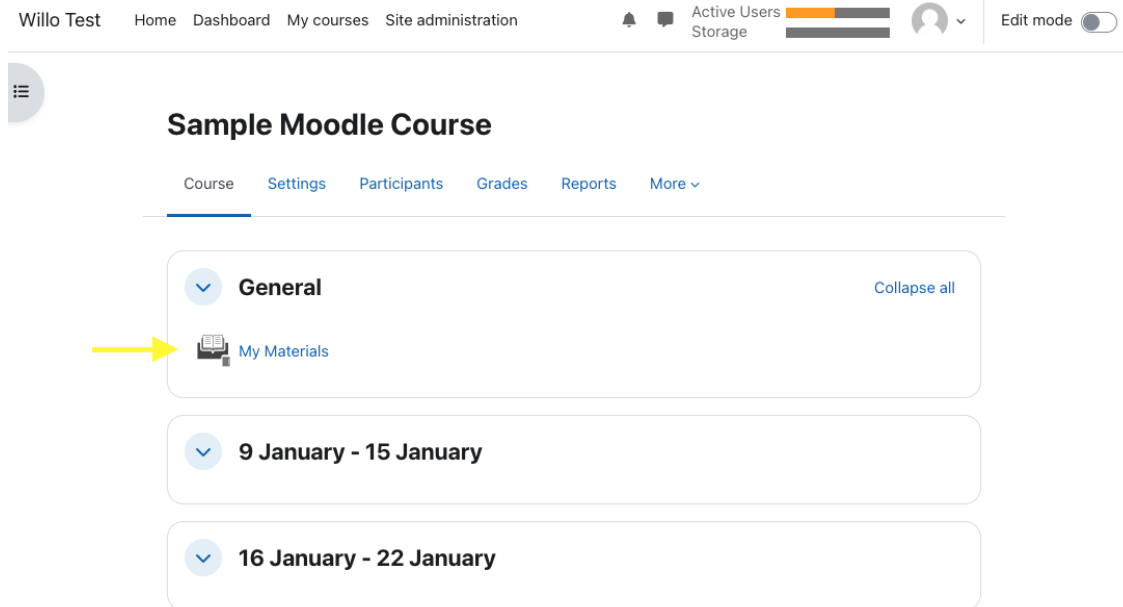 Willo Test Home Dashboard My courses Site administration Active Users Edit mode
Storage
Sample Moodle Course
Course Settings Participants Grades Reports More
General Collapse all
My Materials
9 January - 15 January
16 January - 22 January